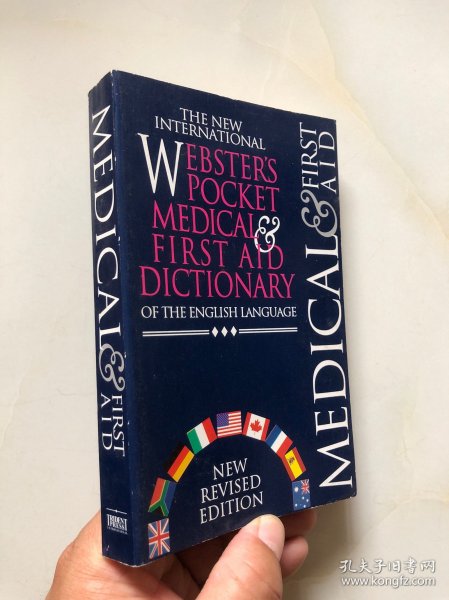 THE NEW
INTERNATIONAL
WEBSTER'S
POCKET
MEDICAL &
FIRST AID
DICTIONARY
OF THE ENGLISH LANGUAGE
NEW
REVISED
EDITION
MEDICAL & FIRST AID
MEDICAL & FIRST AID
TRIDENT
PRESS
孔夫子旧书网
www.kongfz.com